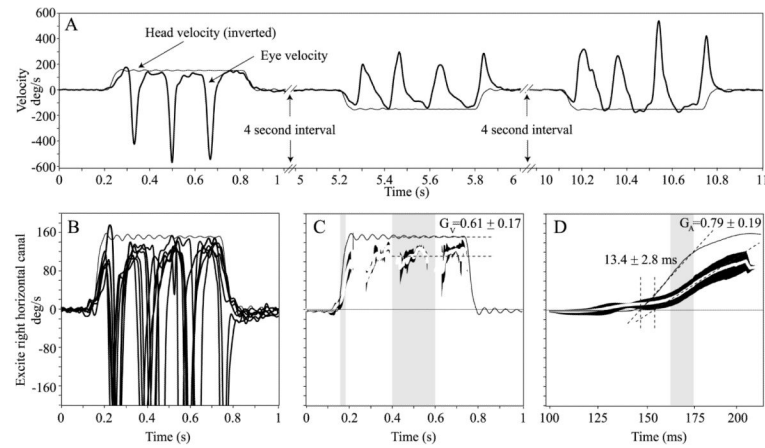 A
Head velocity (inverted)
Eye velocity
4 second interval
4 second interval
Velocity
deg/s
600
400
200
0
-200
-400
-600
0 0.2 0.4 0.6 0.8 1 5 5.2 5.4 5.6 5.8 6 10 10.2 10.4 10.6 10.8 11
Time (s)
Time (s)
Time (s)
B
Excite right horizontal canal
deg/s
160
80
0
-80
-160
0 0.2 0.4 0.6 0.8 1
Time (s)
C
GV=0.61 ± 0.17
0 0.2 0.4 0.6 0.8 1
Time (s)
D
GA=0.79 ± 0.19
13.4 ± 2.8 ms
100 125 150 175 200
Time (ms)